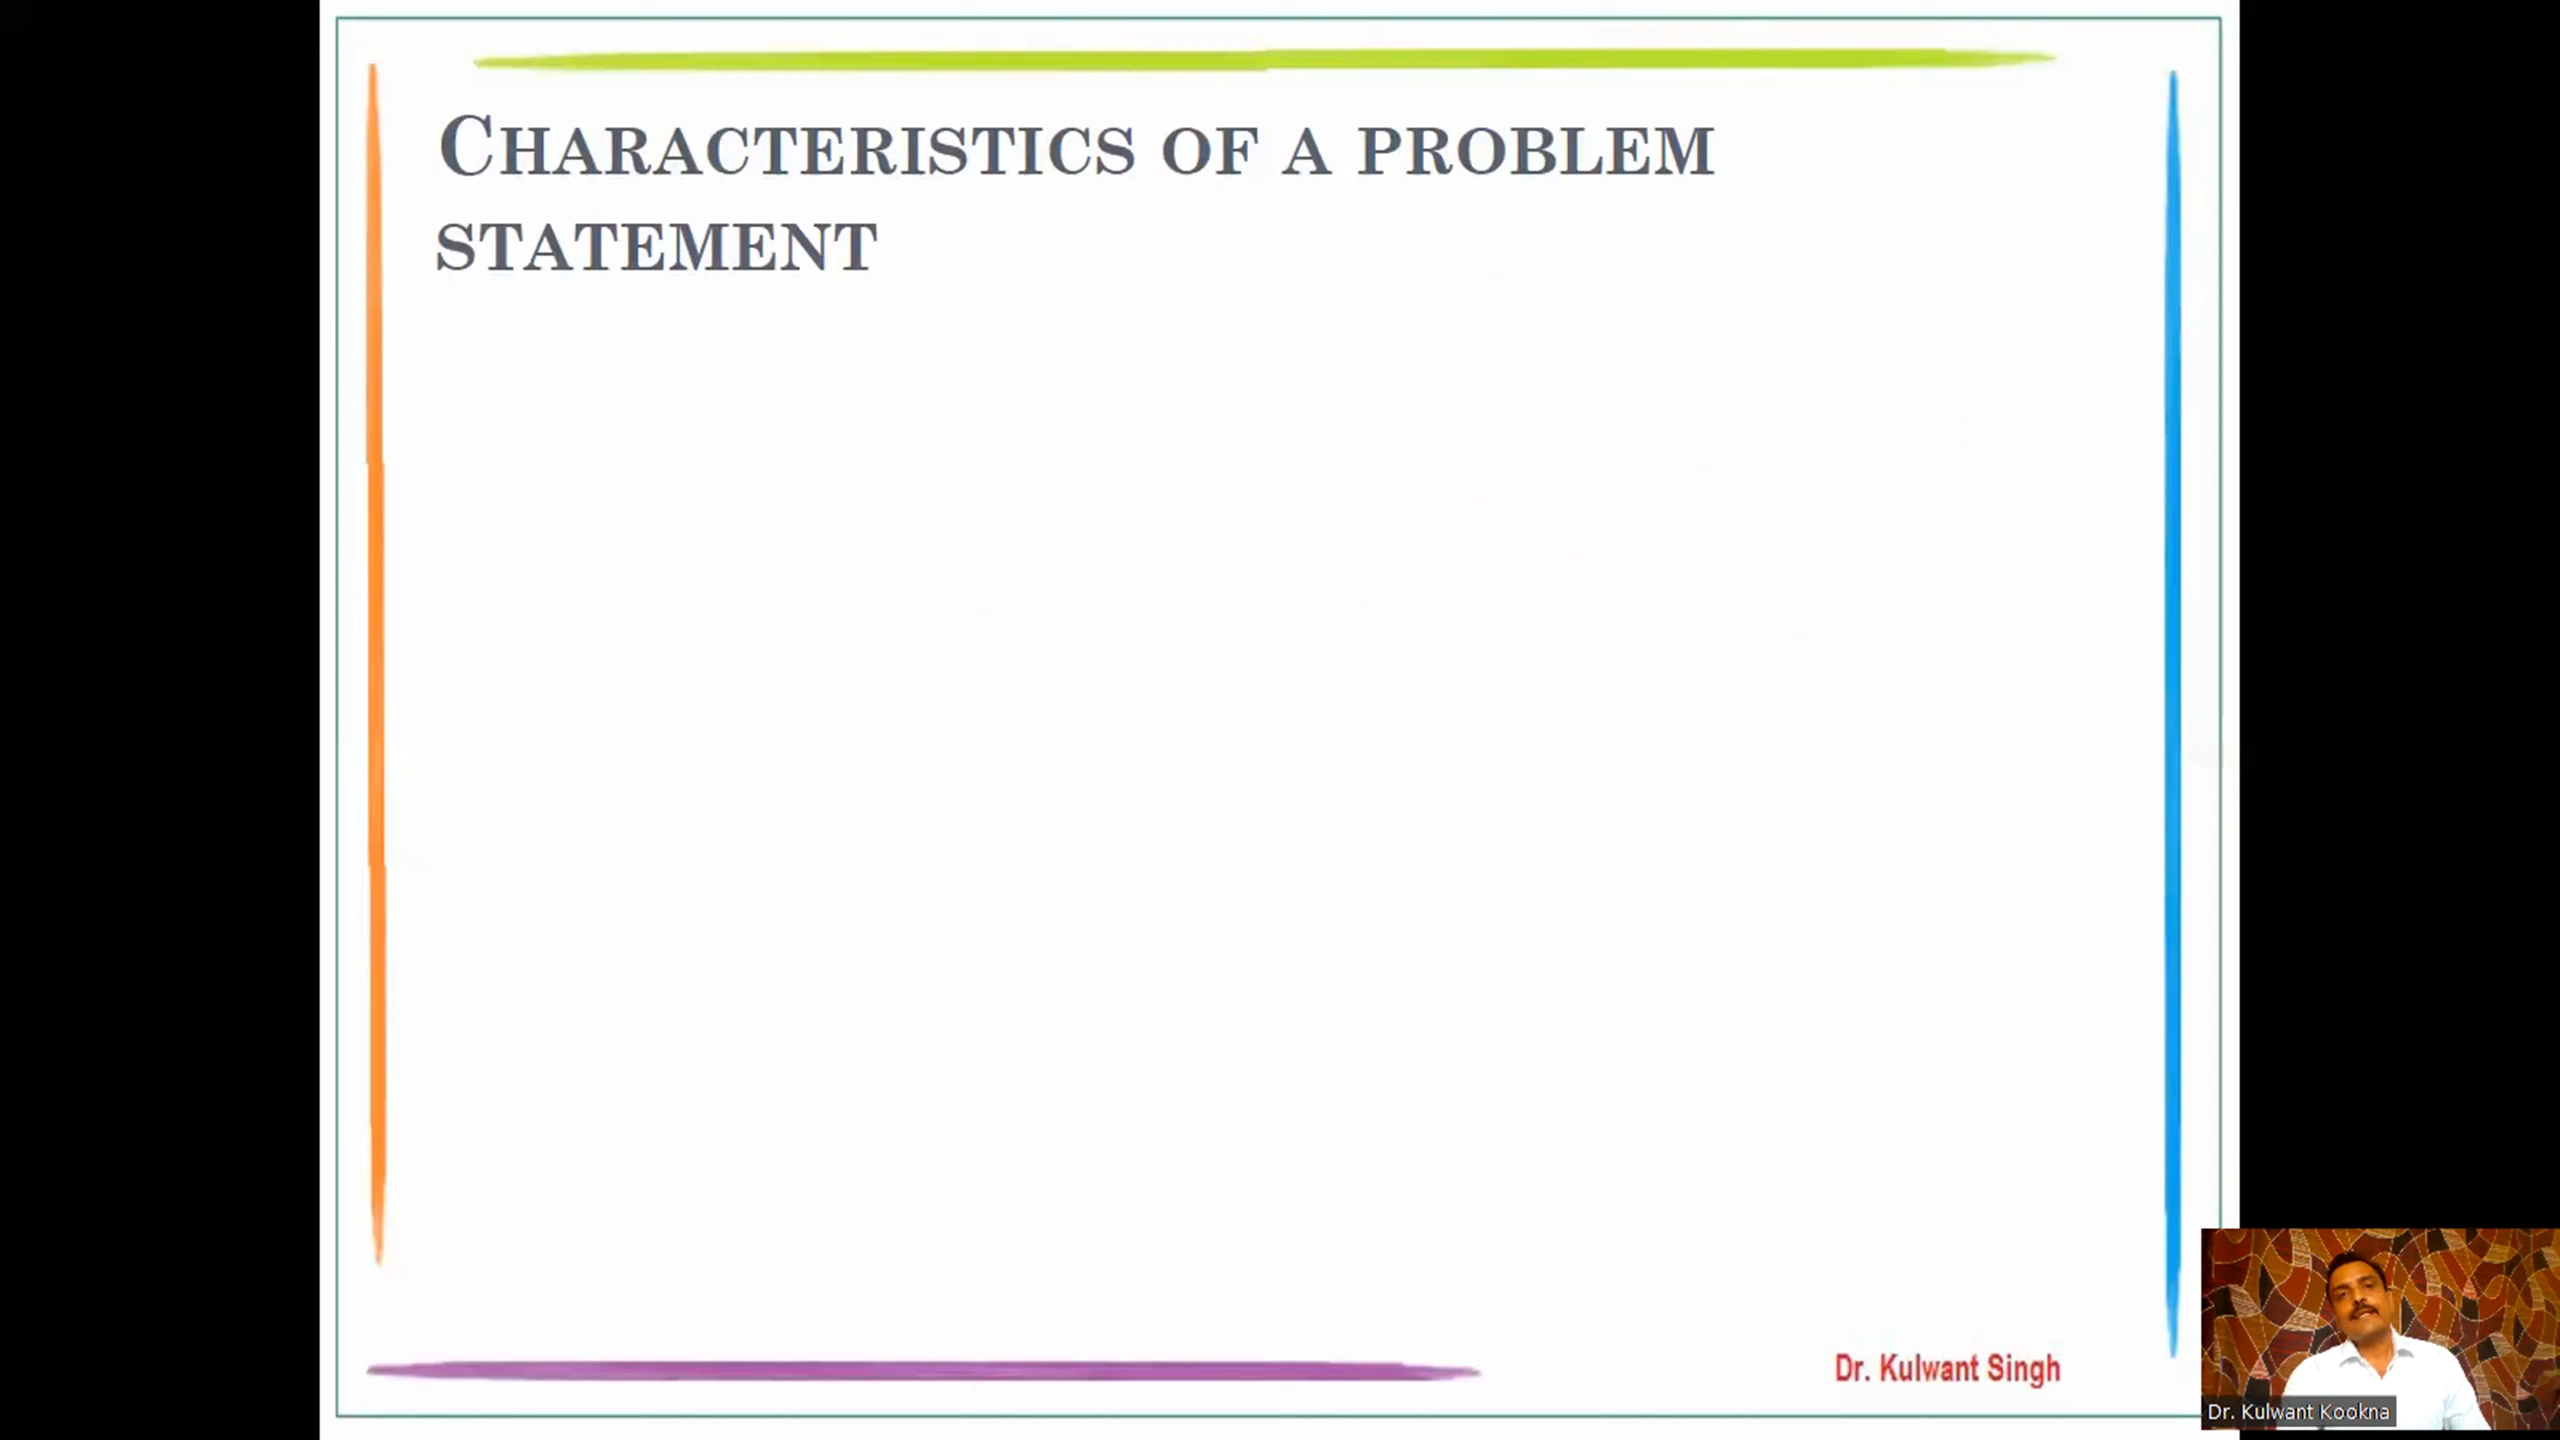 Characteristics of a problem
statement
Dr. Kulwant Singh
Dr. Kulwant Kookna